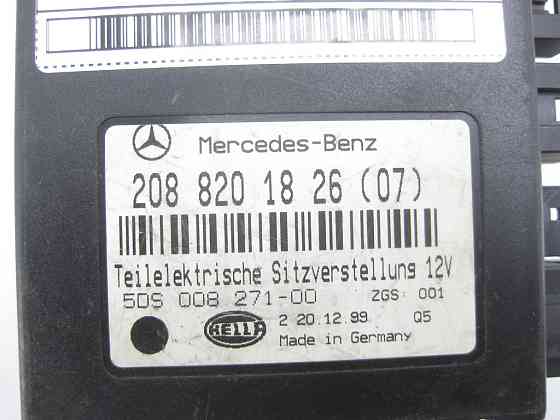 Mercedes-Benz
208 820 18 26 (07)
Teilelektrische Sitzverstellung 12V
5DS 008 271-00 ZGS: 001
HELLA 2 20.12.99 Q5
Made in Germany